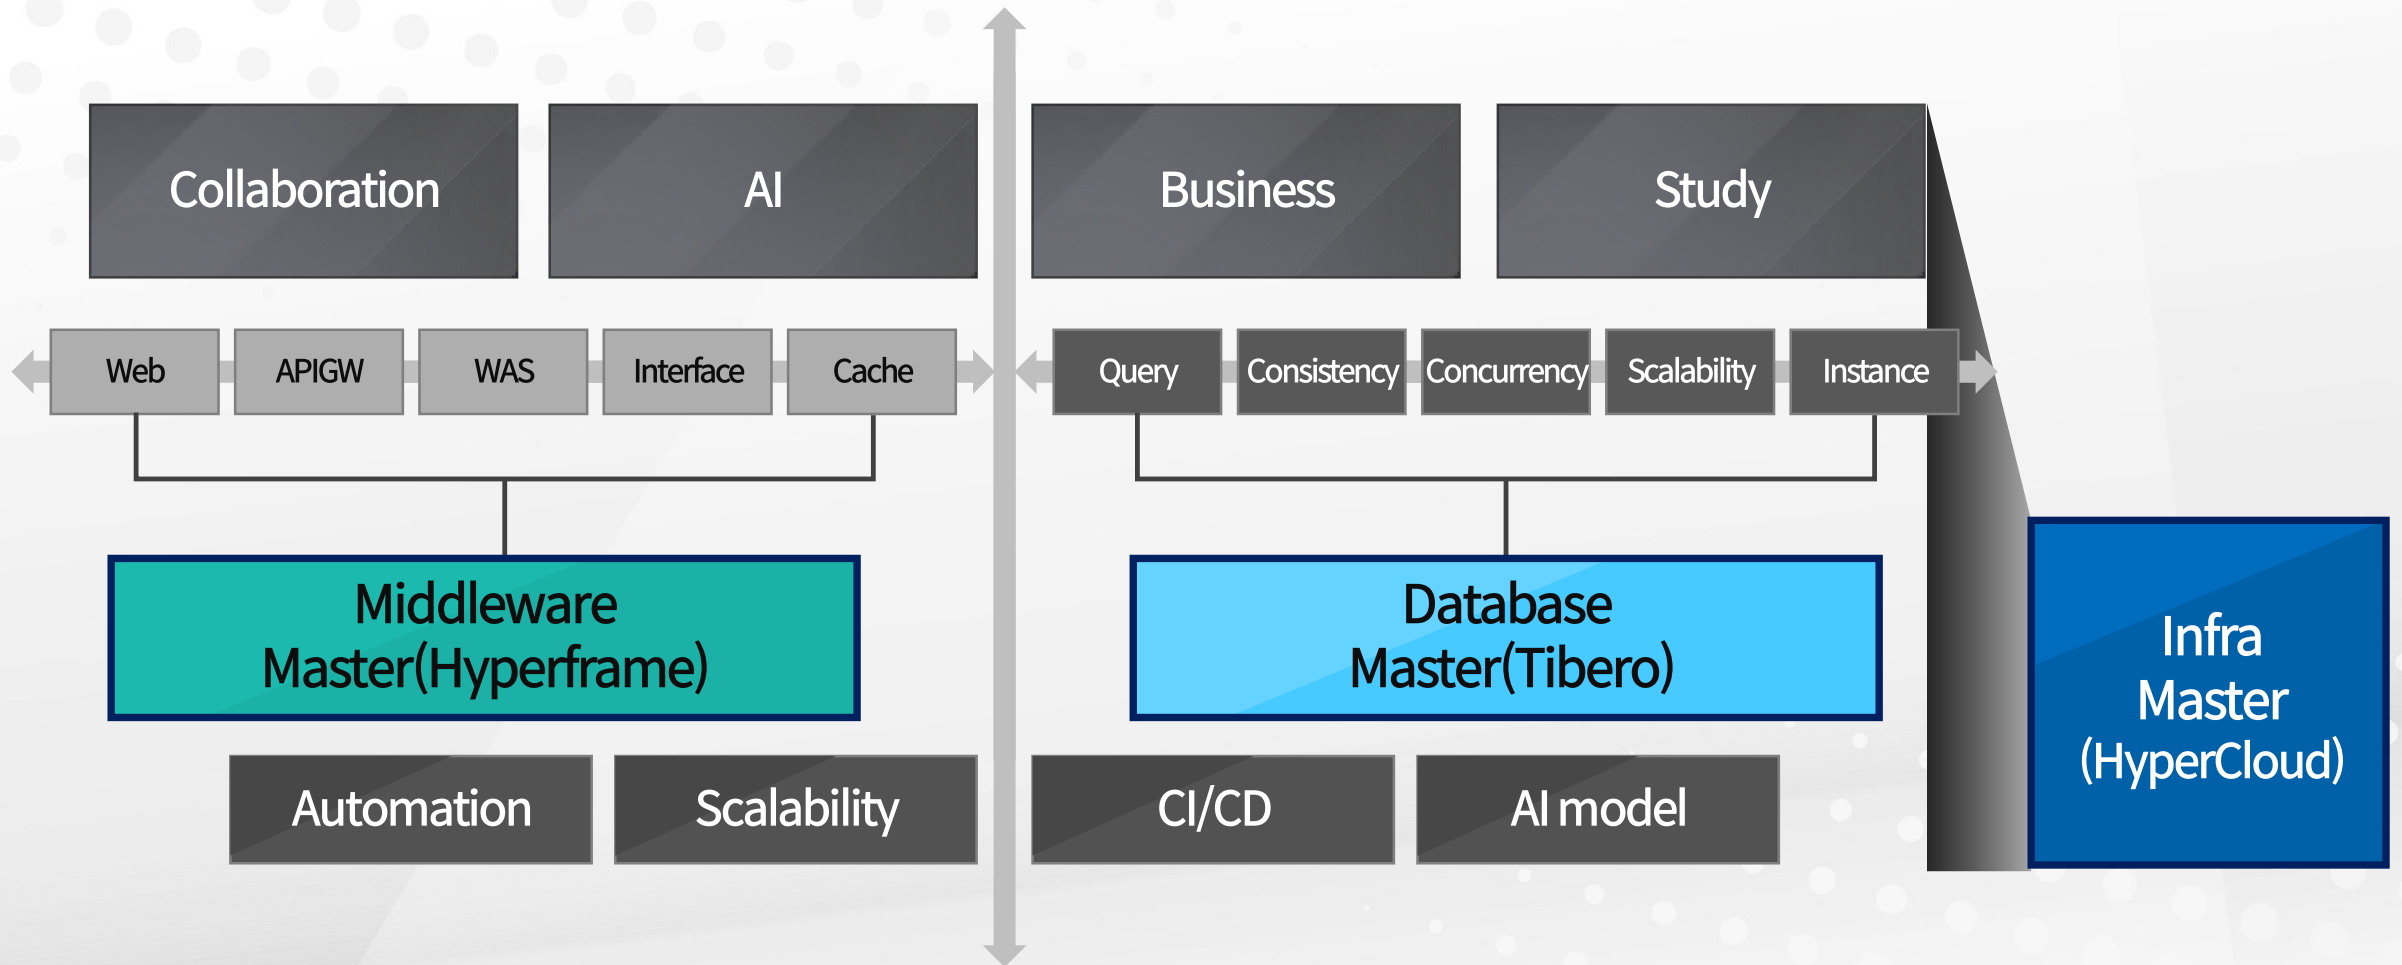 Collaboration
AI
Business
Study
Web
APIGW
WAS
Interface
Cache
Query
Consistency
Concurrency
Scalability
Instance
Middleware
Master(Hyperframe)
Database
Master(Tibero)
Infra
Master
(HyperCloud)
Automation
Scalability
CI/CD
AI model